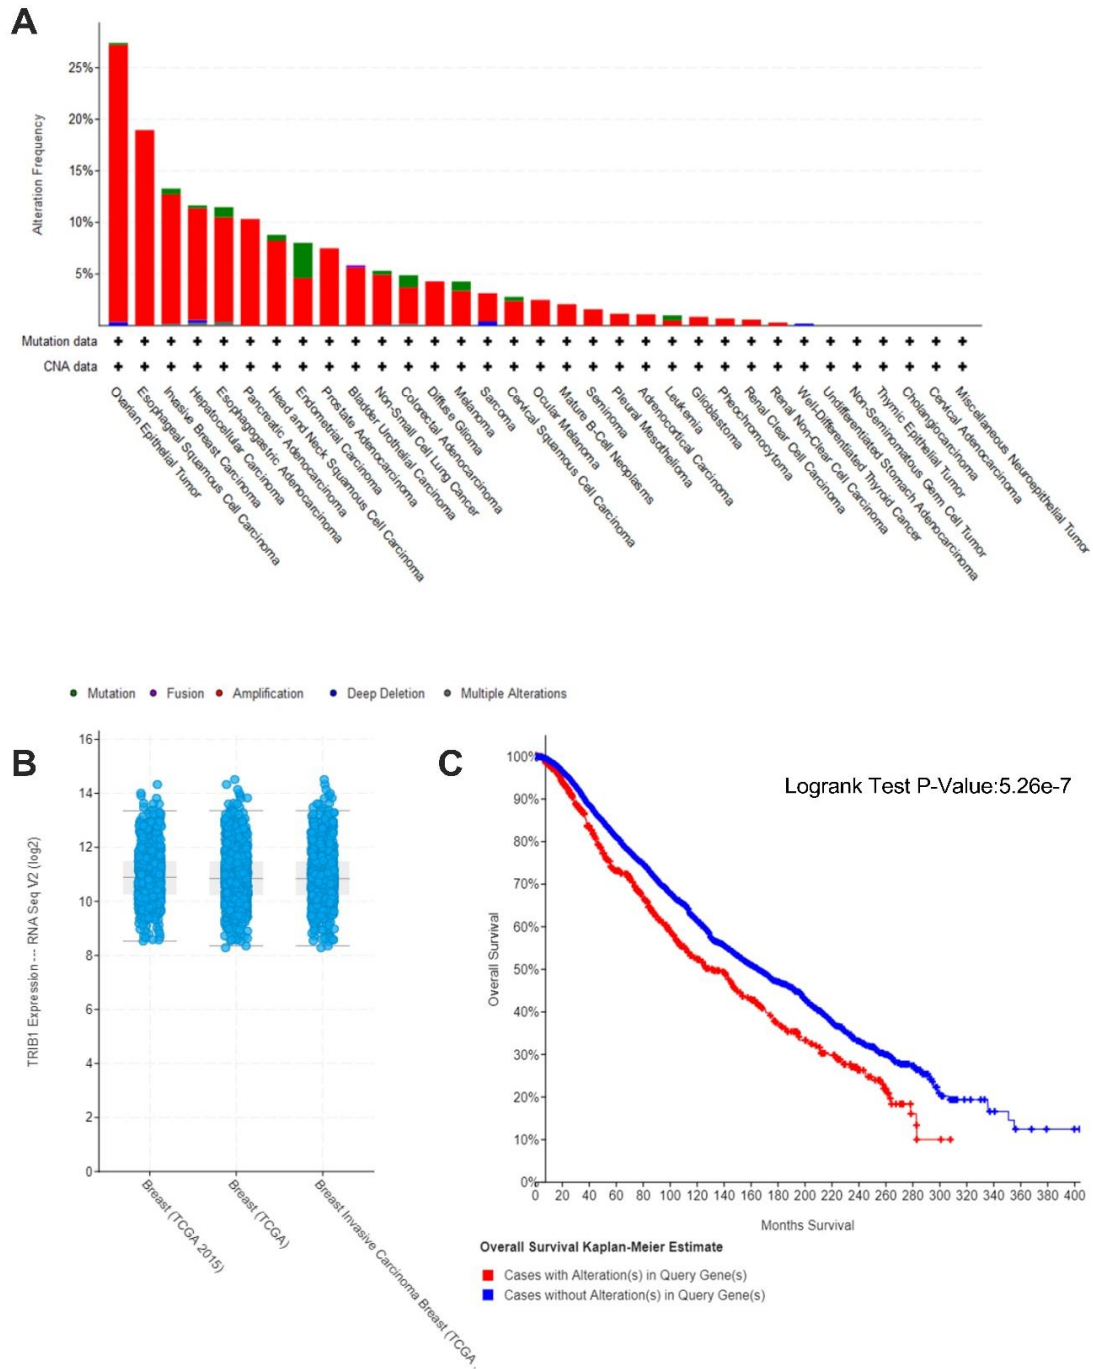 A
Alteration Frequency
25%
20%
15%
10%
5%
Mutation data
CNA data
Ovarian Epithelial Tumor
Esophageal Squamous Cell Carcinoma
Invasive Breast Carcinoma
Hepatocellular Carcinoma
Esophagogastric Adenocarcinoma
Pancreatic Adenocarcinoma
Head and Neck Squamous Cell Carcinoma
Endometrial Carcinoma
Prostate Adenocarcinoma
Bladder Urothelial Carcinoma
Non-Small Cell Lung Cancer
Colorectal Adenocarcinoma
Diffuse Glioma
Melanoma
Sarcoma
Cervical Squamous Cell Carcinoma
Ocular Melanoma
Mature B-Cell Neoplasms
Seminoma
Pleural Mesothelioma
Adrenocortical Carcinoma
Leukemia
Glioblastoma
Pheochromocytoma
Renal Clear Cell Carcinoma
Renal Non-Clear Cell Carcinoma
Well-Differentiated Thyroid Cancer
Undifferentiated Stomach Adenocarcinoma
Non-Seminomatous Germ Cell Tumor
Thymic Epithelial Tumor
Cholangiocarcinoma
Cervical Adenocarcinoma
Miscellaneous Neuroepithelial Tumor
Mutation Fusion Amplification Deep Deletion Multiple Alterations
B
TRIB1 Expression --- RNA Seq V2 (log2)
16
14
12
10
8
6
4
2
0
Breast (TCGA 2015)
Breast (TCGA)
Breast Invasive Carcinoma Breast (TCGA
C
Logrank Test P-Value:5.26e-7
Overall Survival
100%
90%
80%
70%
60%
50%
40%
30%
20%
10%
0%
0 20 40 60 80 100 120 140 160 180 200 220 240 260 280 300 320 340 360 380 400
Months Survival
Overall Survival Kaplan-Meier Estimate
Cases with Alteration(s) in Query Gene(s)
Cases without Alteration(s) in Query Gene(s)